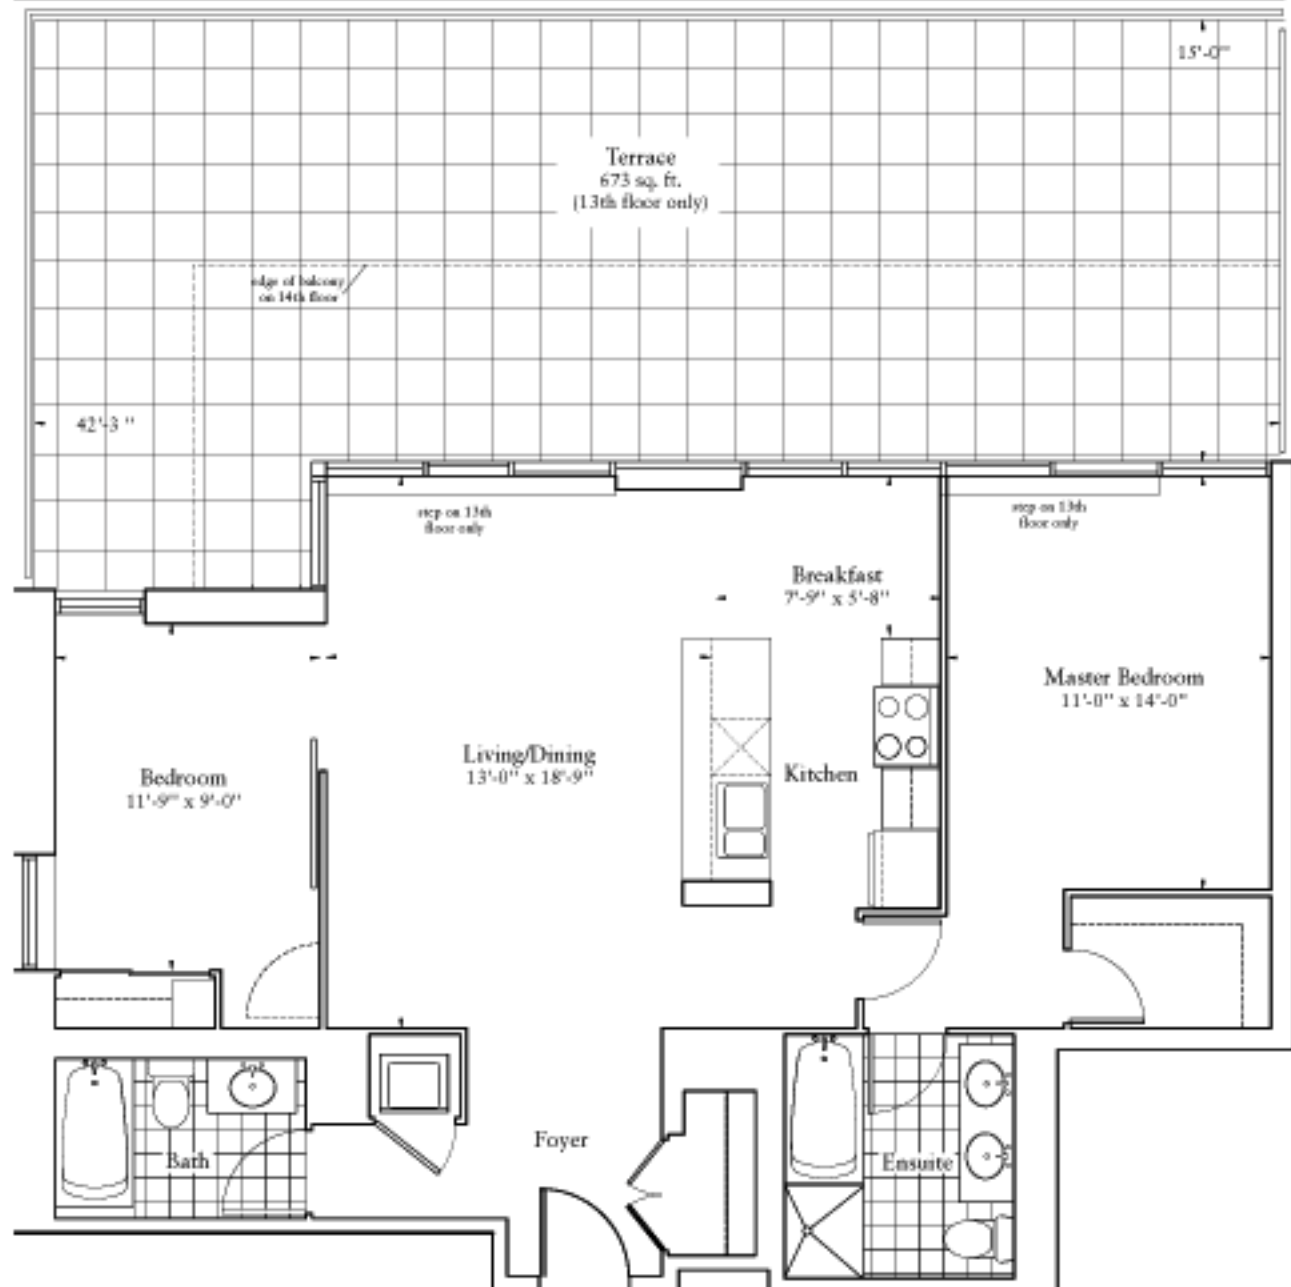 15'-0"
Terrace
673 sq. ft.
(13th floor only)
edge of balcony
on 14th floor
42'-3 "
step on 13th
floor only
step on 13th
floor only
Breakfast
7'-9" x 5'-8"
Master Bedroom
11'-0" x 14'-0"
Living/Dining
13'-0" x 18'-9"
Kitchen
Bedroom
11'-9" x 9'-0"
Foyer
Bath
Ensuite